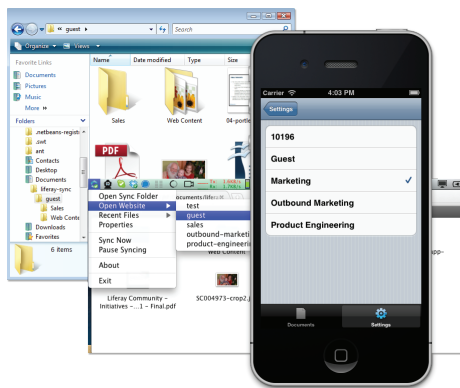 « guest ▸
Search
Organize ▾ Views ▾
Favorite Links
Documents
Pictures
Music
More »
Folders
.netbeans-registr
.swt
ant
Contacts
Desktop
Documents
liferay-sync
guest
Sales
Web Conte
Downloads
Favorites
6 items
Name Date modified Type Size
Sales
Web Content
04-portle
PDF
Open Sync Folder
Open Website
Recent Files
Properties
Sync Now
Pause Syncing
About
Exit
test
guest
sales
outbound-marketi
product-engineerin
Web Content
app-
Liferay Community -
Initiatives -...1 - Final.pdf
SC004973-crop2.j
Carrier 4:03 PM
Settings
10196
Guest
Marketing ✓
Outbound Marketing
Product Engineering
Documents
Settings